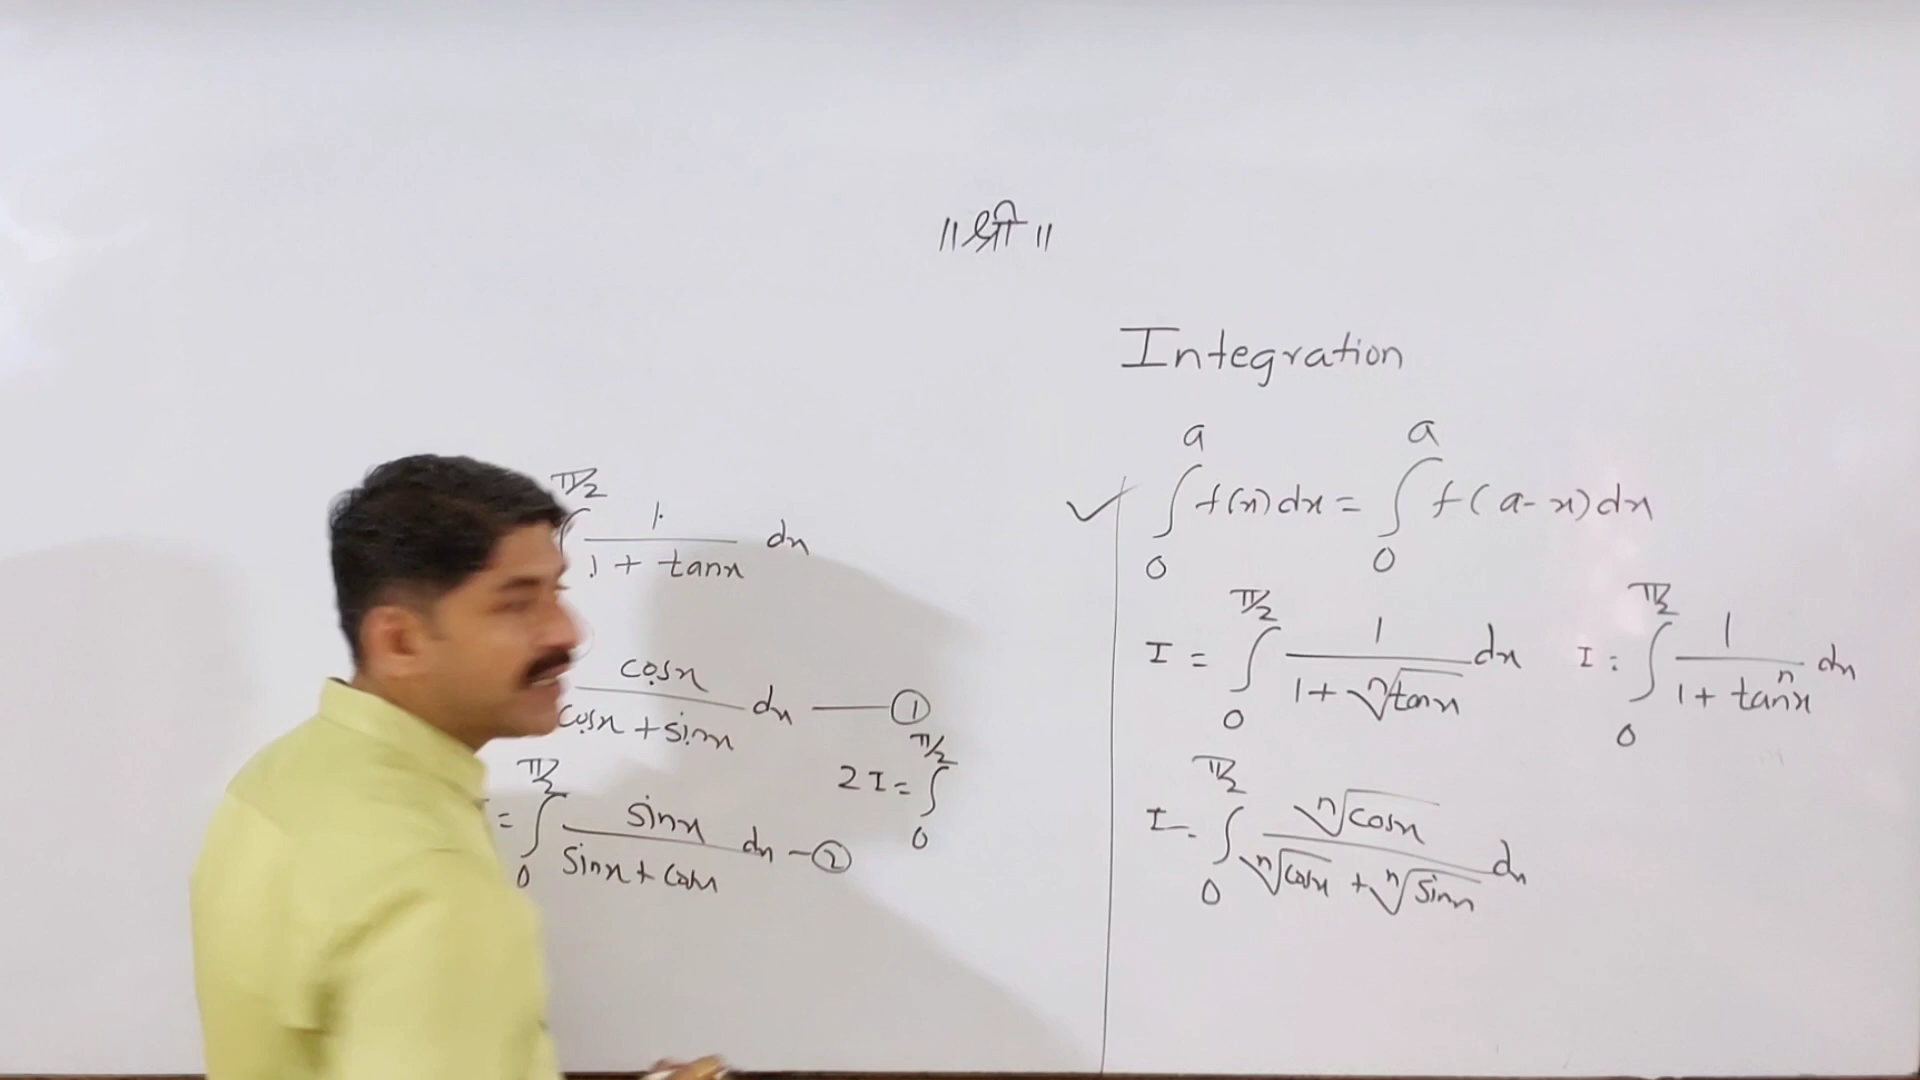 ॥ श्री ॥
Integration
∫₀ᵃ f(x) dx = ∫₀ᵃ f(a-x) dx
I = ∫₀^(π/2) 1/(1 + ⁿ√tanx) dx
I = ∫₀^(π/2) 1/(1 + tanⁿx) dx
I = ∫₀^(π/2) ⁿ√cosx/(ⁿ√cosx + ⁿ√sinx) dx
π/2 ∫ 1/(1 + tanx) dx
cosx/(cosx + sinx) dx — ①
= ∫₀^(π/2) sinx/(sinx + cosx) dx — ②
2I = ∫₀^(π/2)